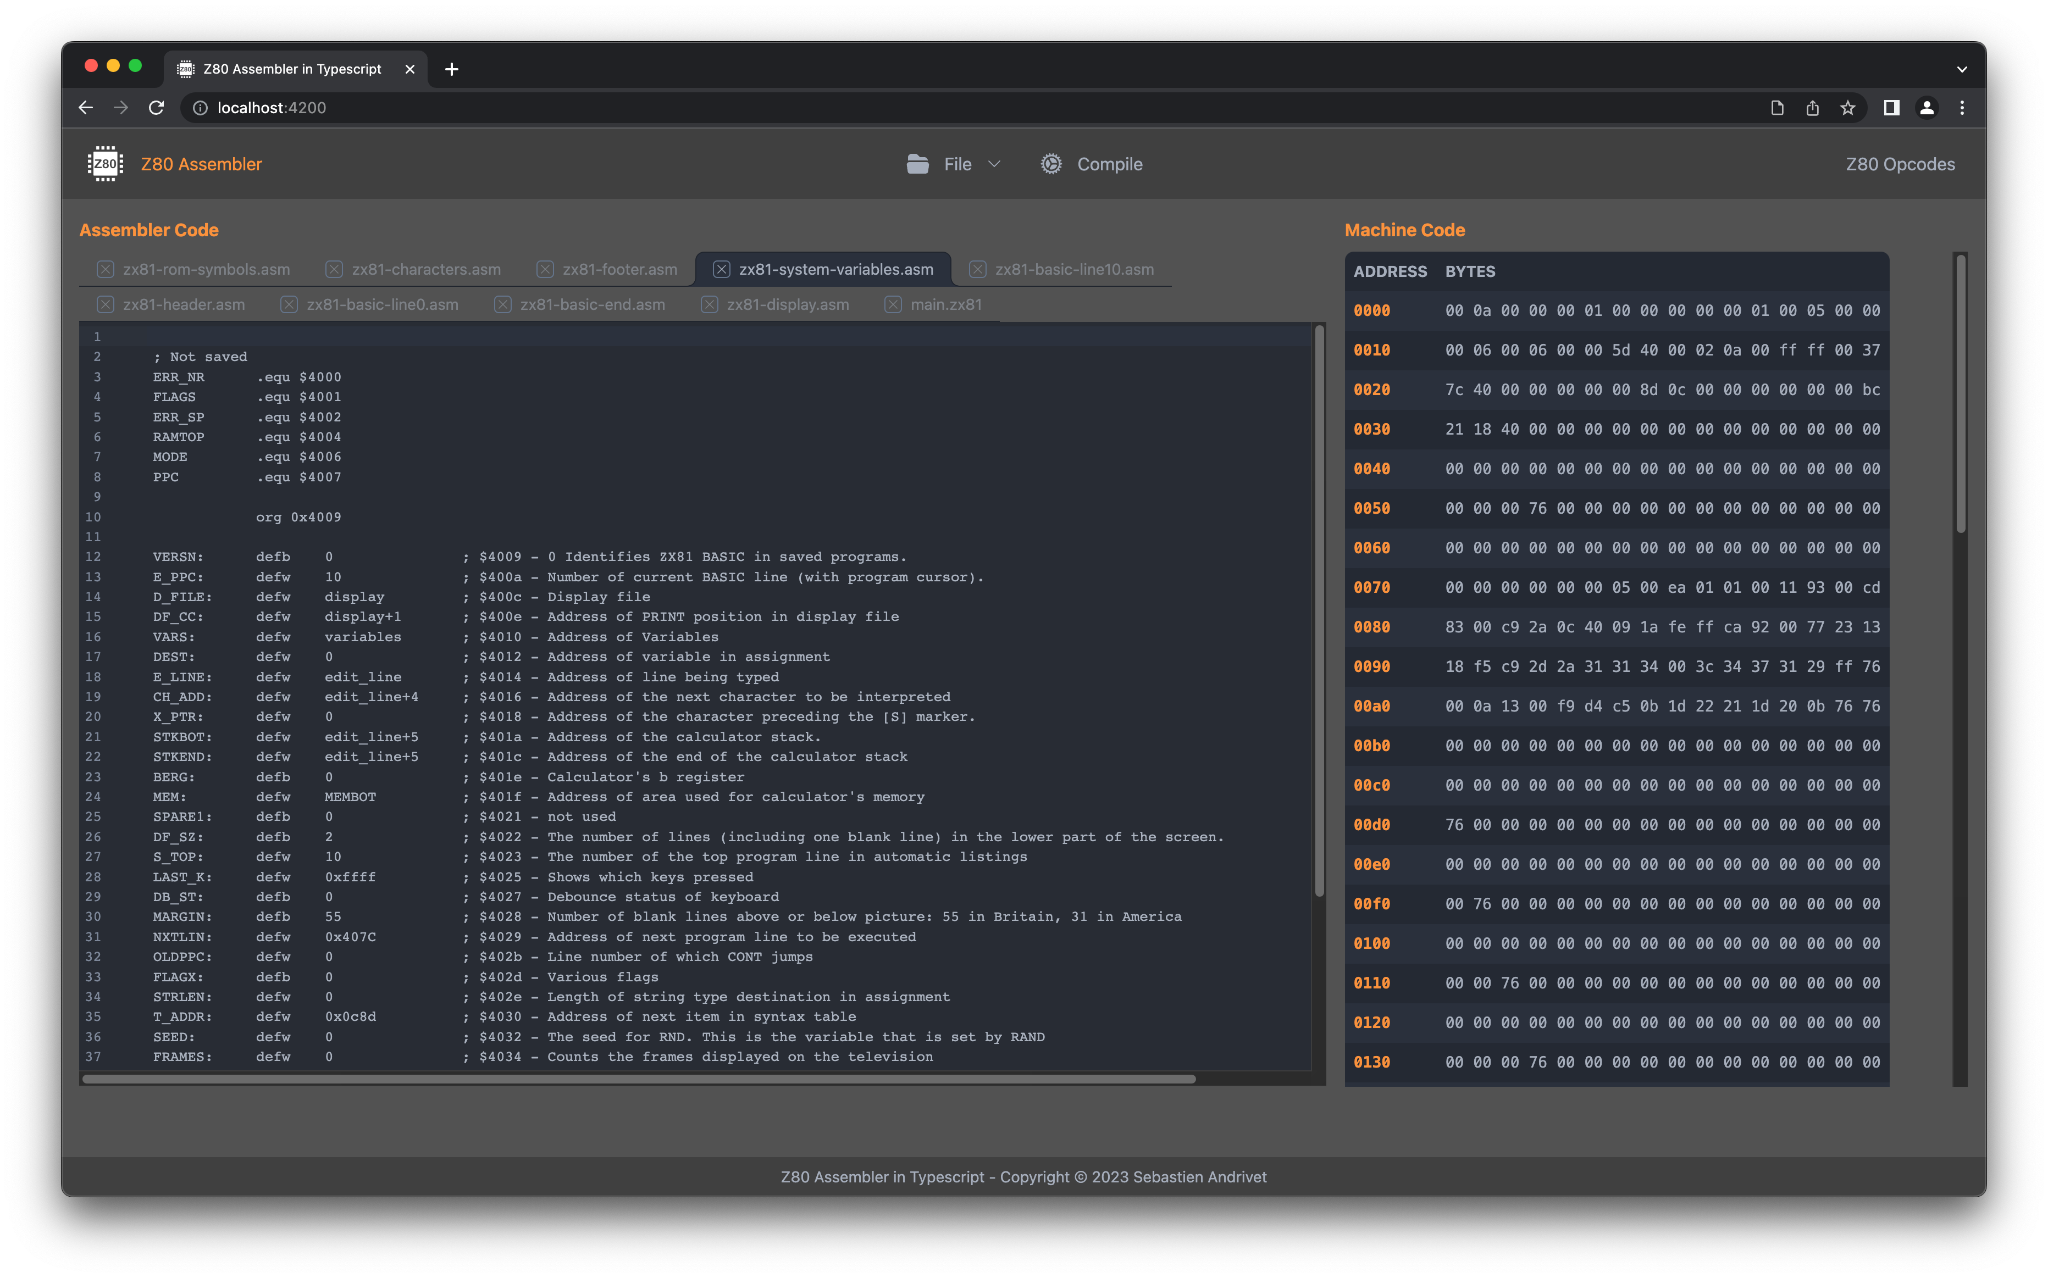 Z80 Assembler in Typescript
localhost:4200
Z80 Z80 Assembler File Compile Z80 Opcodes
Assembler Code
zx81-rom-symbols.asm zx81-characters.asm zx81-footer.asm zx81-system-variables.asm zx81-basic-line10.asm
zx81-header.asm zx81-basic-line0.asm zx81-basic-end.asm zx81-display.asm main.zx81
1
2 ; Not saved
3 ERR_NR .equ $4000
4 FLAGS .equ $4001
5 ERR_SP .equ $4002
6 RAMTOP .equ $4004
7 MODE .equ $4006
8 PPC .equ $4007
9
10 org 0x4009
11
12 VERSN: defb 0 ; $4009 - 0 Identifies ZX81 BASIC in saved programs.
13 E_PPC: defw 10 ; $400a - Number of current BASIC line (with program cursor).
14 D_FILE: defw display ; $400c - Display file
15 DF_CC: defw display+1 ; $400e - Address of PRINT position in display file
16 VARS: defw variables ; $4010 - Address of Variables
17 DEST: defw 0 ; $4012 - Address of variable in assignment
18 E_LINE: defw edit_line ; $4014 - Address of line being typed
19 CH_ADD: defw edit_line+4 ; $4016 - Address of the next character to be interpreted
20 X_PTR: defw 0 ; $4018 - Address of the character preceding the [S] marker.
21 STKBOT: defw edit_line+5 ; $401a - Address of the calculator stack.
22 STKEND: defw edit_line+5 ; $401c - Address of the end of the calculator stack
23 BERG: defb 0 ; $401e - Calculator's b register
24 MEM: defw MEMBOT ; $401f - Address of area used for calculator's memory
25 SPARE1: defb 0 ; $4021 - not used
26 DF_SZ: defb 2 ; $4022 - The number of lines (including one blank line) in the lower part of the screen.
27 S_TOP: defw 10 ; $4023 - The number of the top program line in automatic listings
28 LAST_K: defw 0xffff ; $4025 - Shows which keys pressed
29 DB_ST: defb 0 ; $4027 - Debounce status of keyboard
30 MARGIN: defb 55 ; $4028 - Number of blank lines above or below picture: 55 in Britain, 31 in America
31 NXTLIN: defw 0x407C ; $4029 - Address of next program line to be executed
32 OLDPPC: defw 0 ; $402b - Line number of which CONT jumps
33 FLAGX: defb 0 ; $402d - Various flags
34 STRLEN: defw 0 ; $402e - Length of string type destination in assignment
35 T_ADDR: defw 0x0c8d ; $4030 - Address of next item in syntax table
36 SEED: defw 0 ; $4032 - The seed for RND. This is the variable that is set by RAND
37 FRAMES: defw 0 ; $4034 - Counts the frames displayed on the television
Machine Code
ADDRESS BYTES
0000 00 0a 00 00 00 01 00 00 00 00 00 01 00 05 00 00
0010 00 06 00 06 00 00 5d 40 00 02 0a 00 ff ff 00 37
0020 7c 40 00 00 00 00 00 8d 0c 00 00 00 00 00 00 bc
0030 21 18 40 00 00 00 00 00 00 00 00 00 00 00 00 00
0040 00 00 00 00 00 00 00 00 00 00 00 00 00 00 00 00
0050 00 00 00 76 00 00 00 00 00 00 00 00 00 00 00 00
0060 00 00 00 00 00 00 00 00 00 00 00 00 00 00 00 00
0070 00 00 00 00 00 00 05 00 ea 01 01 00 11 93 00 cd
0080 83 00 c9 2a 0c 40 09 1a fe ff ca 92 00 77 23 13
0090 18 f5 c9 2d 2a 31 31 34 00 3c 34 37 31 29 ff 76
00a0 00 0a 13 00 f9 d4 c5 0b 1d 22 21 1d 20 0b 76 76
00b0 00 00 00 00 00 00 00 00 00 00 00 00 00 00 00 00
00c0 00 00 00 00 00 00 00 00 00 00 00 00 00 00 00 00
00d0 76 00 00 00 00 00 00 00 00 00 00 00 00 00 00 00
00e0 00 00 00 00 00 00 00 00 00 00 00 00 00 00 00 00
00f0 00 76 00 00 00 00 00 00 00 00 00 00 00 00 00 00
0100 00 00 00 00 00 00 00 00 00 00 00 00 00 00 00 00
0110 00 00 76 00 00 00 00 00 00 00 00 00 00 00 00 00
0120 00 00 00 00 00 00 00 00 00 00 00 00 00 00 00 00
0130 00 00 00 76 00 00 00 00 00 00 00 00 00 00 00 00
Z80 Assembler in Typescript - Copyright © 2023 Sebastien Andrivet